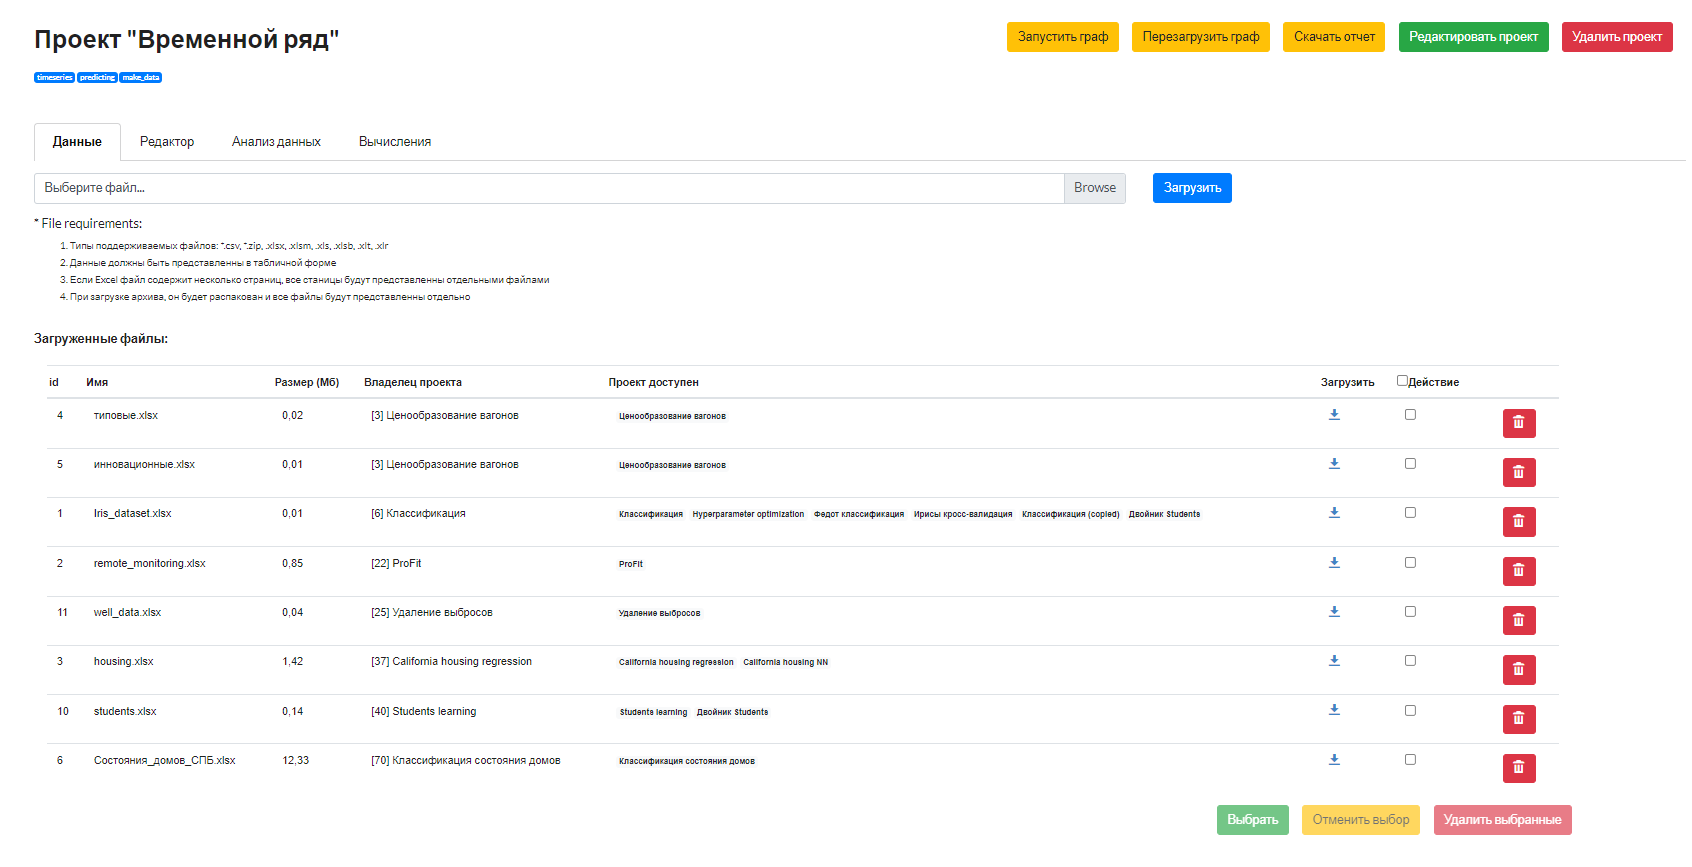 Проект "Временной ряд"
Запустить граф Перезагрузить граф Скачать отчет Редактировать проект Удалить проект
timeseries predicting make_data
Данные Редактор Анализ данных Вычисления
Выберите файл... Browse Загрузить
* File requirements:
1. Типы поддерживаемых файлов: *.csv, *.zip, .xlsx, .xlsm, .xls, .xlsb, .xlt, .xlr
2. Данные должны быть представленны в табличной форме
3. Если Excel файл содержит несколько страниц, все станицы будут представленны отдельными файлами
4. При загрузке архива, он будет распакован и все файлы будут представленны отдельно
Загруженные файлы:
id Имя Размер (Мб) Владелец проекта Проект доступен Загрузить Действие
4 типовые.xlsx 0,02 [3] Ценообразование вагонов Ценообразование вагонов
5 инновационные.xlsx 0,01 [3] Ценообразование вагонов Ценообразование вагонов
1 Iris_dataset.xlsx 0,01 [6] Классификация Классификация Hyperparameter optimization Федот классификация Ирисы кросс-валидация Классификация (copied) Двойник Students
2 remote_monitoring.xlsx 0,85 [22] ProFit ProFit
11 well_data.xlsx 0,04 [25] Удаление выбросов Удаление выбросов
3 housing.xlsx 1,42 [37] California housing regression California housing regression California housing NN
10 students.xlsx 0,14 [40] Students learning Students learning Двойник Students
6 Состояния_домов_СПБ.xlsx 12,33 [70] Классификация состояния домов Классификация состояния домов
Выбрать Отменить выбор Удалить выбранные